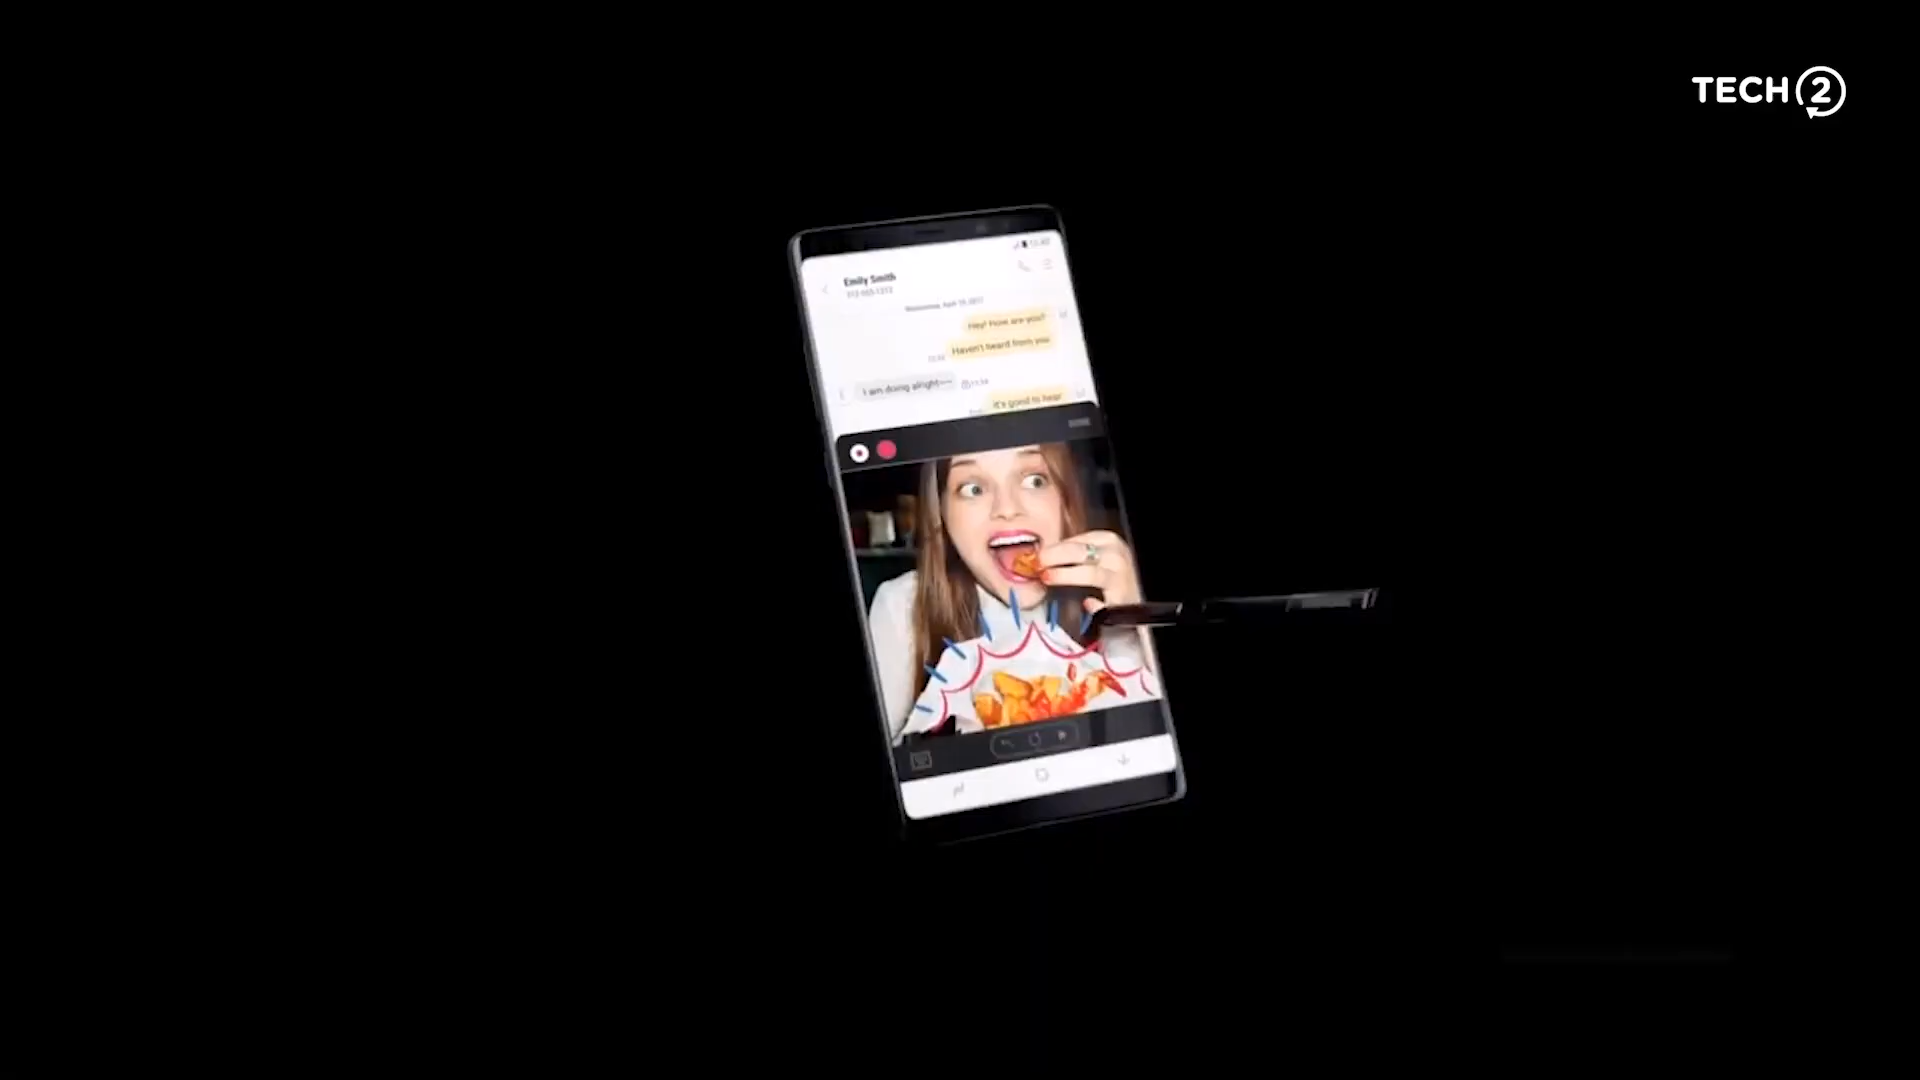 TECH2
Emily Smith
Hey! How are you?
Haven't heard from you
I am doing alright~~
It's good to hear